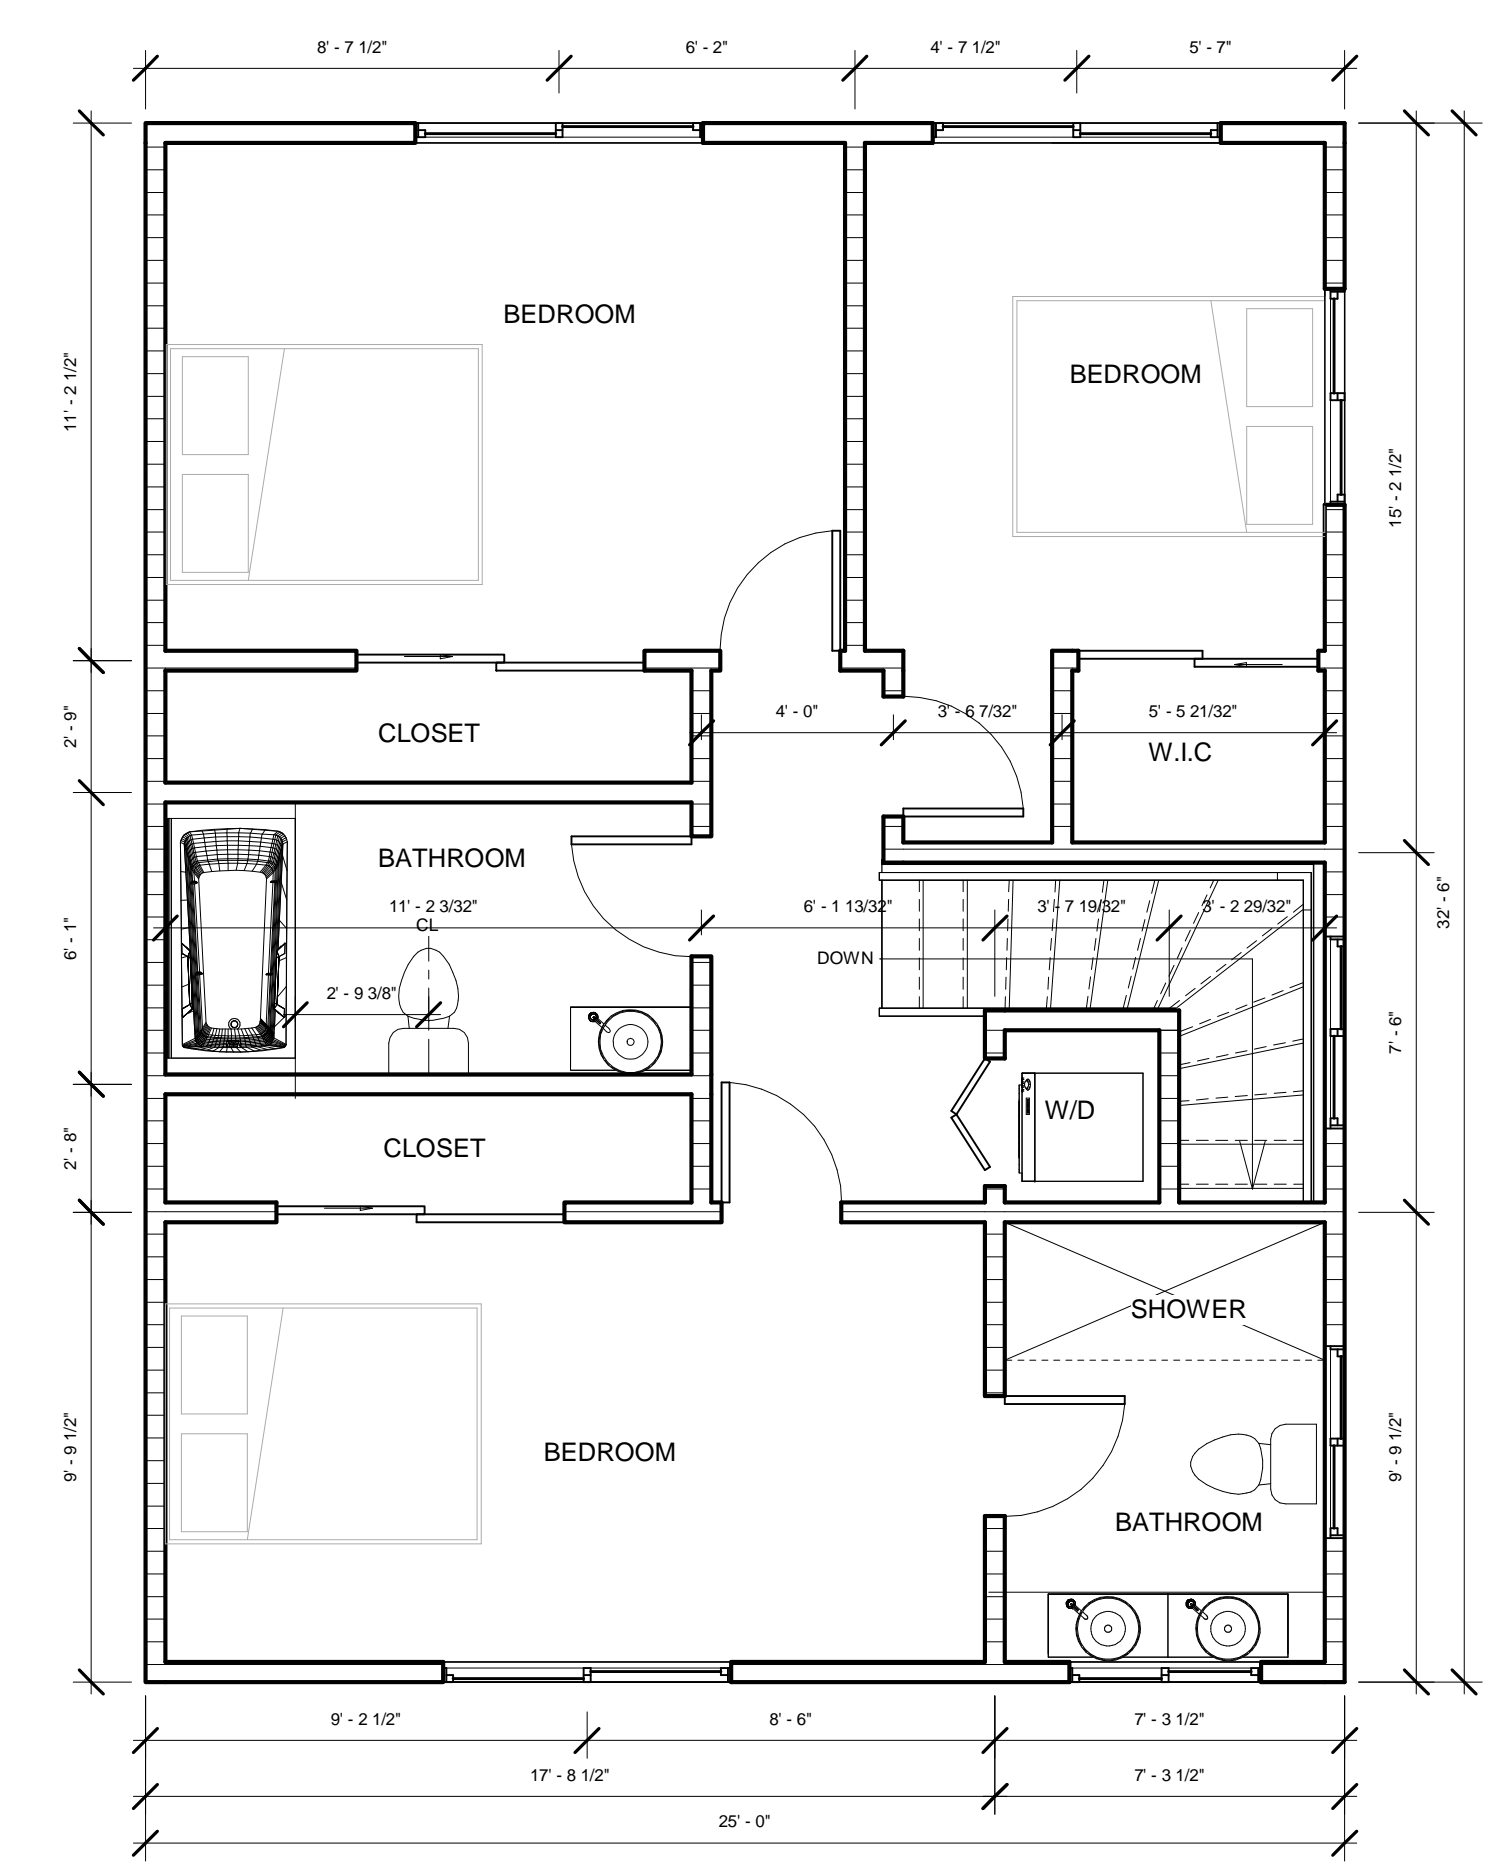 8' - 7 1/2"
6' - 2"
4' - 7 1/2"
5' - 7"
BEDROOM
BEDROOM
11' - 2 1/2"
15' - 2 1/2"
4' - 0"
3' - 6 7/32"
5' - 5 21/32"
2' - 9"
CLOSET
W.I.C
BATHROOM
11' - 2 3/32"
6' - 1 13/32"
3' - 7 19/32"
3' - 2 29/32"
32' - 6"
CL
6' - 1"
DOWN
2' - 9 3/8"
7' - 6"
W/D
CLOSET
2' - 8"
SHOWER
9' - 9 1/2"
9' - 9 1/2"
BEDROOM
BATHROOM
9' - 2 1/2"
8' - 6"
7' - 3 1/2"
17' - 8 1/2"
7' - 3 1/2"
25' - 0"